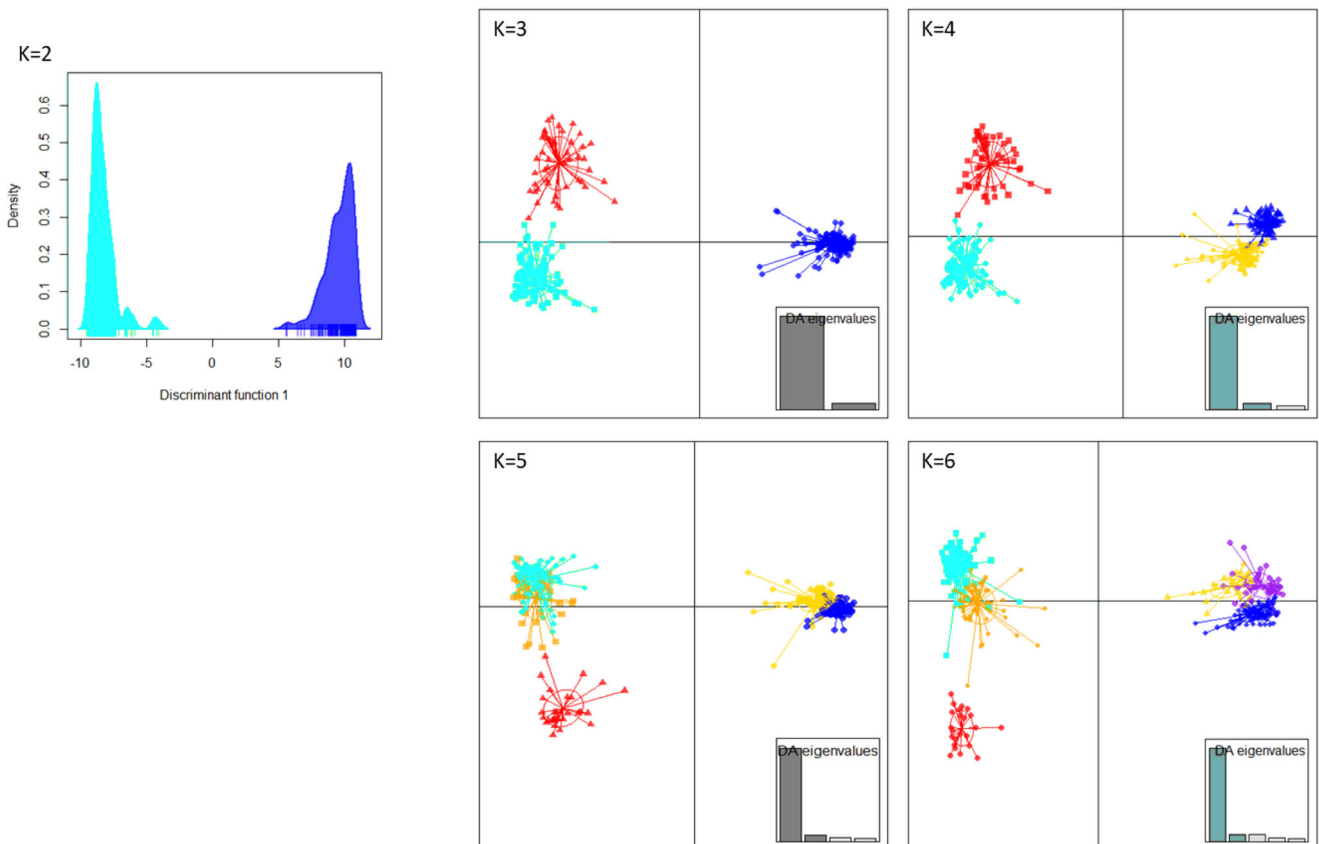 K=2
0.6
0.5
0.4
0.3
0.2
0.1
0.0
Density
-10 -5 0 5 10
Discriminant function 1
K=3
DA eigenvalues
K=4
DA eigenvalues
K=5
DA eigenvalues
K=6
DA eigenvalues